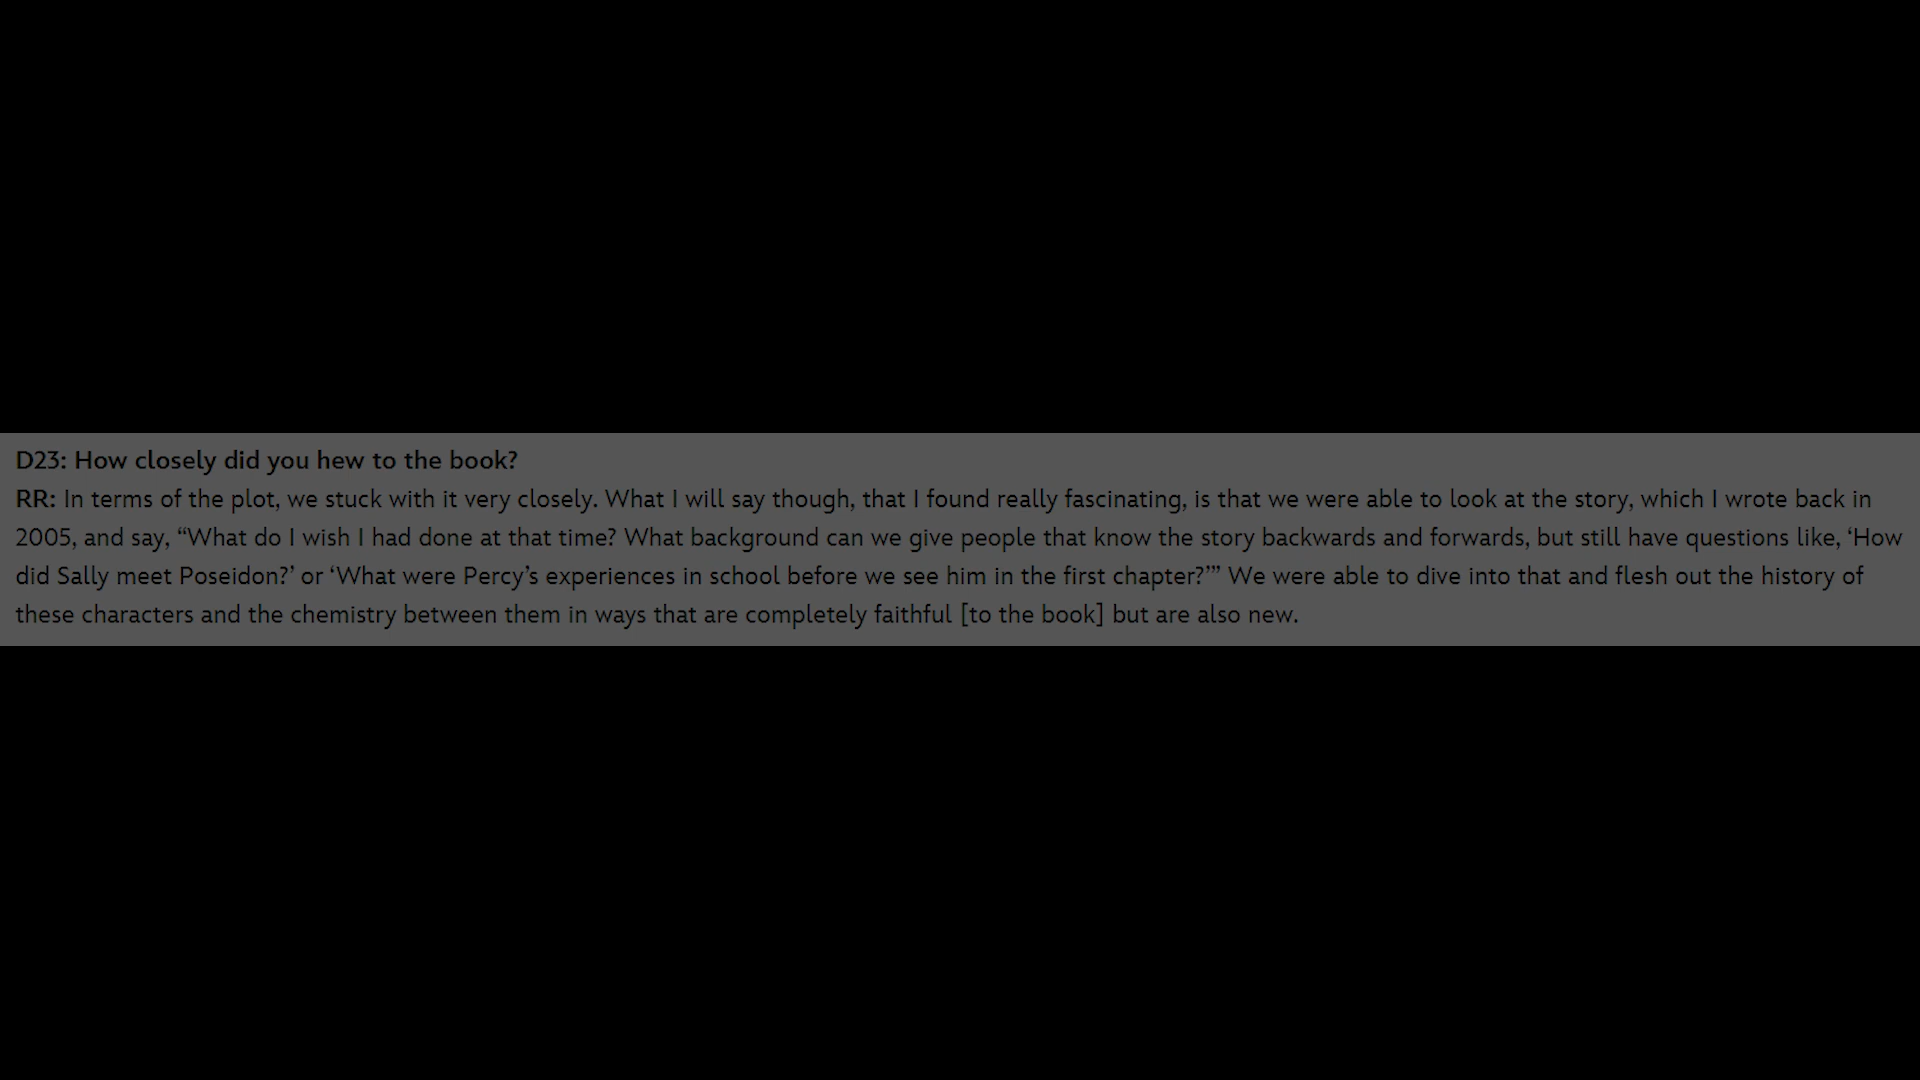 D23: How closely did you hew to the book?
RR: In terms of the plot, we stuck with it very closely. What I will say though, that I found really fascinating, is that we were able to look at the story, which I wrote back in
2005, and say, “What do I wish I had done at that time? What background can we give people that know the story backwards and forwards, but still have questions like, ‘How
did Sally meet Poseidon?’ or ‘What were Percy’s experiences in school before we see him in the first chapter?’” We were able to dive into that and flesh out the history of
these characters and the chemistry between them in ways that are completely faithful [to the book] but are also new.